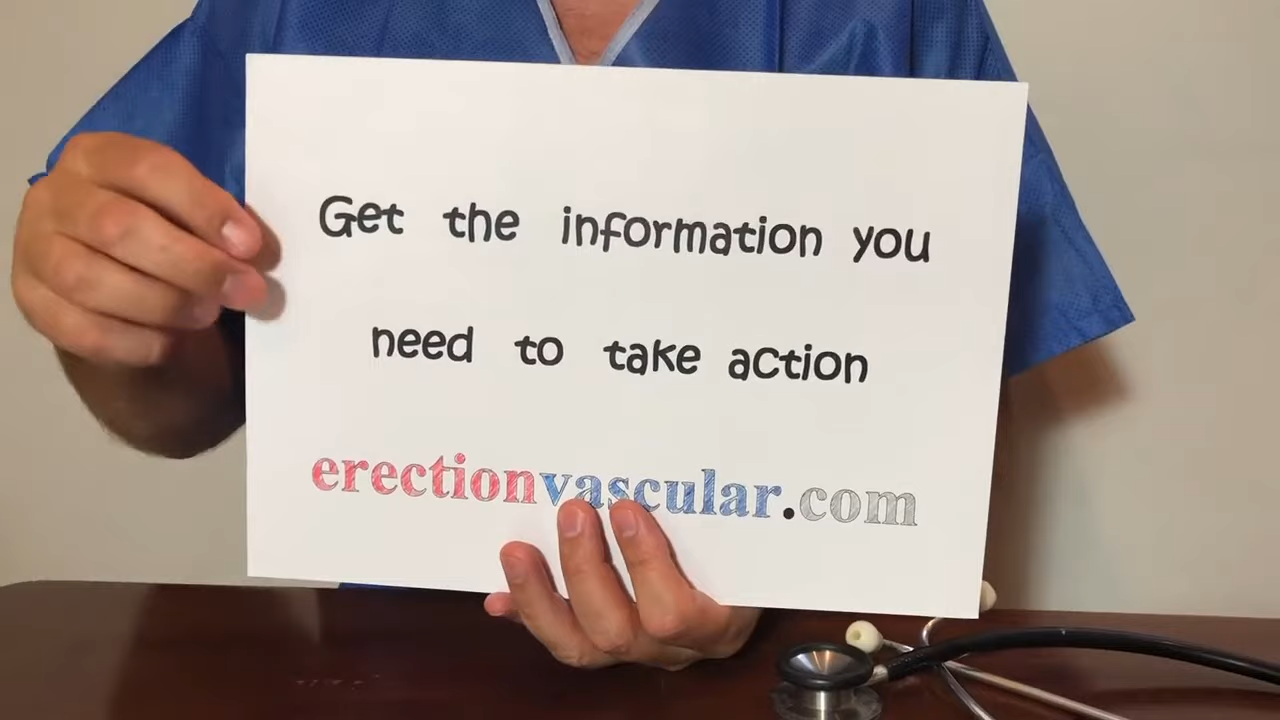 Get the information you
need to take action
erectionvascular.com